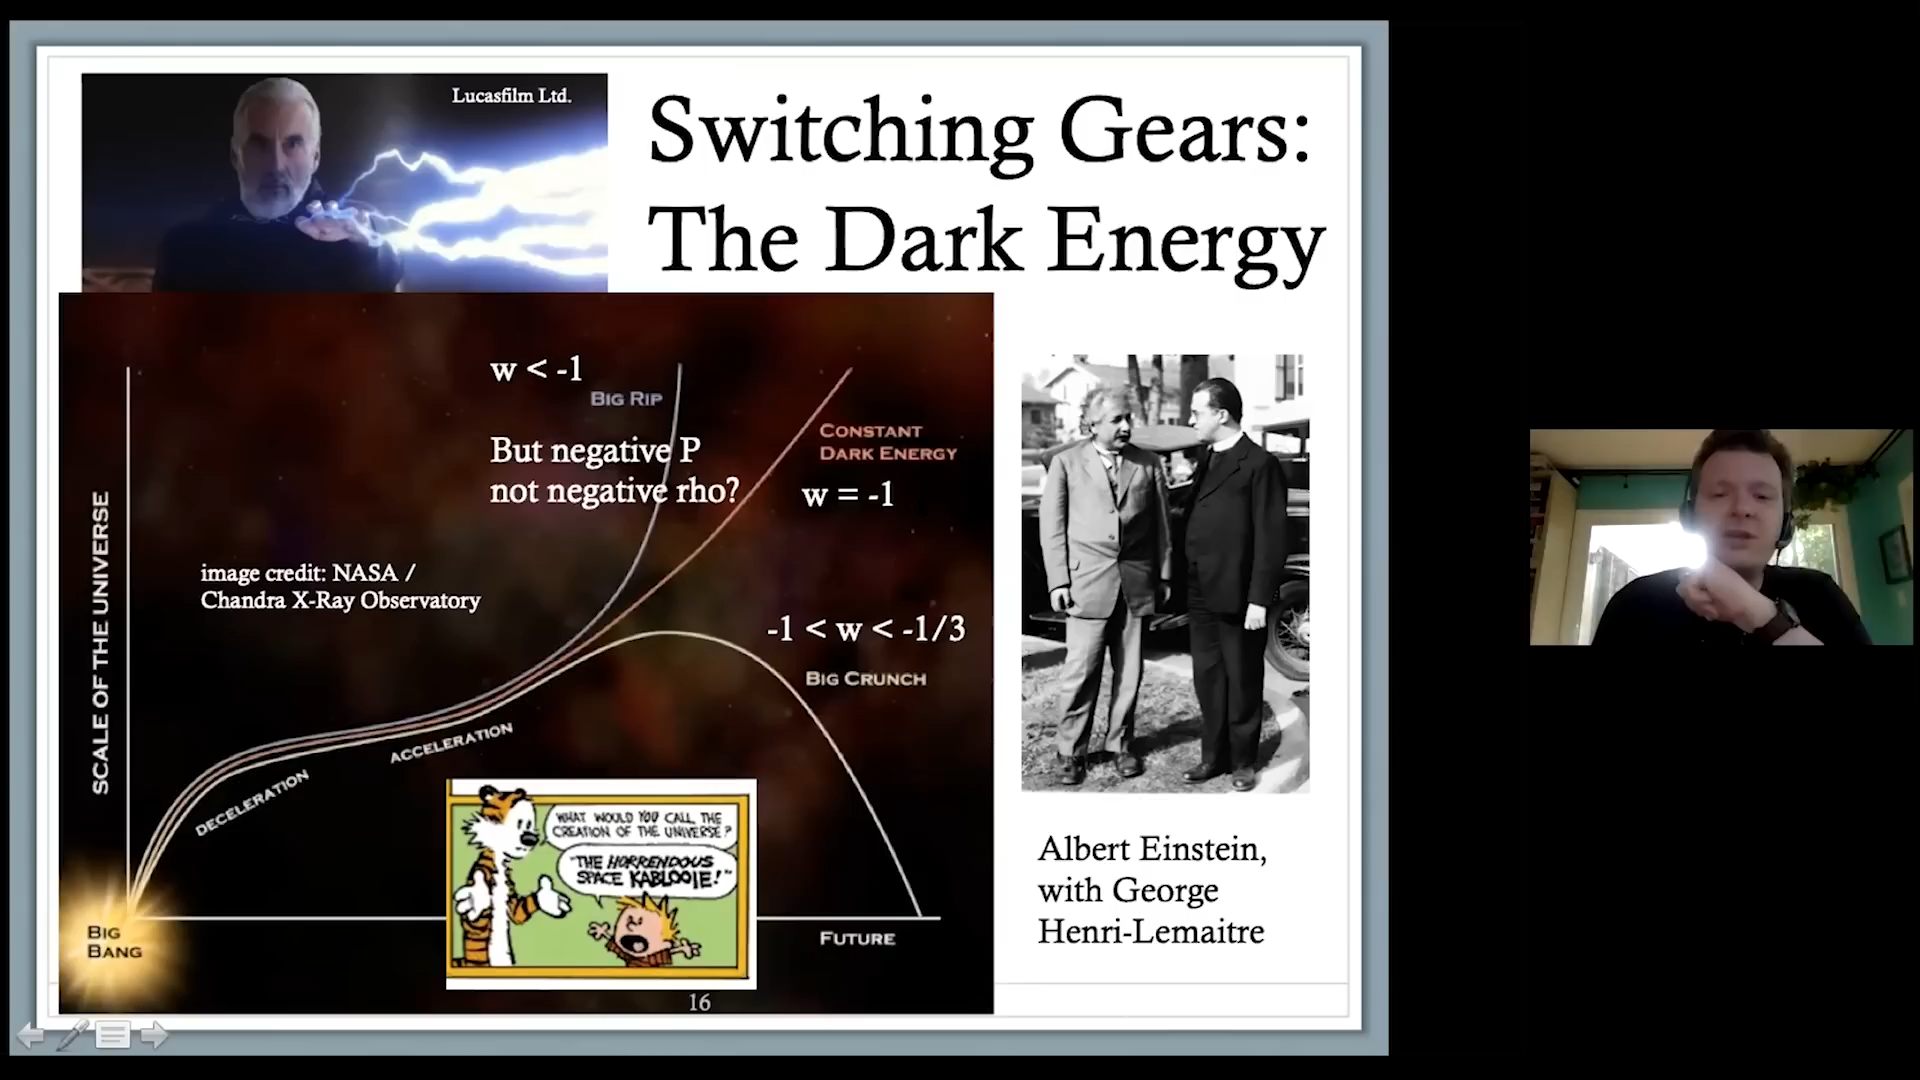 Lucasfilm Ltd.
Switching Gears:
The Dark Energy
w < -1
BIG RIP
But negative P
not negative rho?
CONSTANT
DARK ENERGY
w = -1
image credit: NASA /
Chandra X-Ray Observatory
-1 < w < -1/3
BIG CRUNCH
SCALE OF THE UNIVERSE
DECELERATION
ACCELERATION
WHAT WOULD YOU CALL THE
CREATION OF THE UNIVERSE?
"THE HORRENDOUS
SPACE KABLOOIE!"
BIG
BANG
FUTURE
16
Albert Einstein,
with George
Henri-Lemaitre